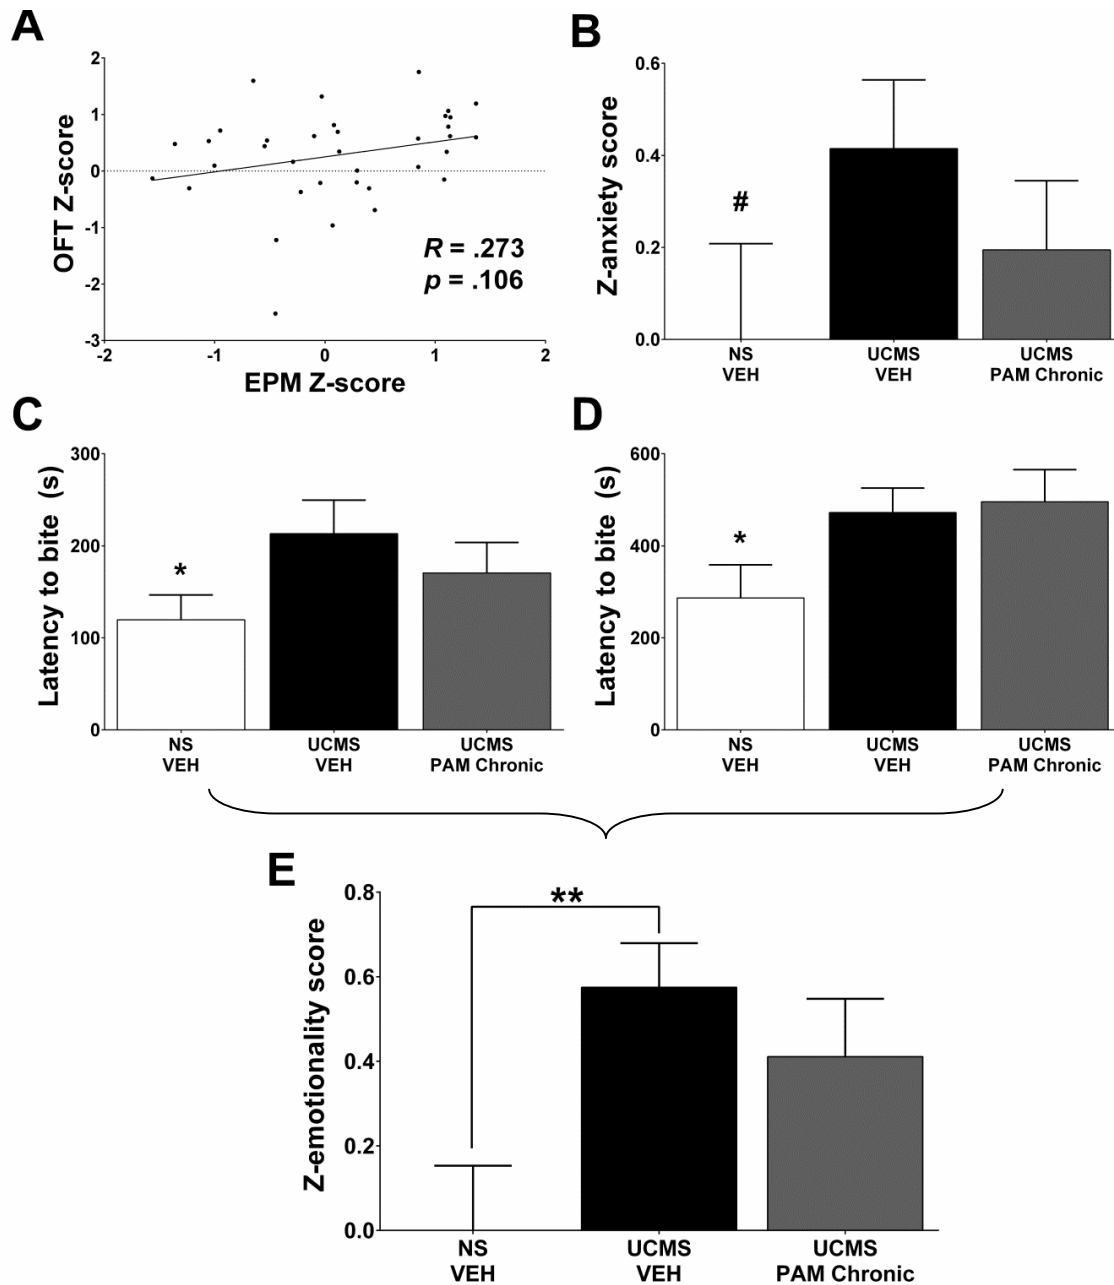 A
2
1
0
-1
-2
-3
OFT Z-score
R = .273
p = .106
-2
-1
0
1
2
EPM Z-score
B
0.6
0.4
0.2
0.0
Z-anxiety score
#
NS
VEH
UCMS
VEH
UCMS
PAM Chronic
C
300
200
100
0
Latency to bite (s)
*
NS
VEH
UCMS
VEH
UCMS
PAM Chronic
D
600
400
200
0
Latency to bite (s)
*
NS
VEH
UCMS
VEH
UCMS
PAM Chronic
E
0.8
0.6
0.4
0.2
0.0
Z-emotionality score
**
NS
VEH
UCMS
VEH
UCMS
PAM Chronic